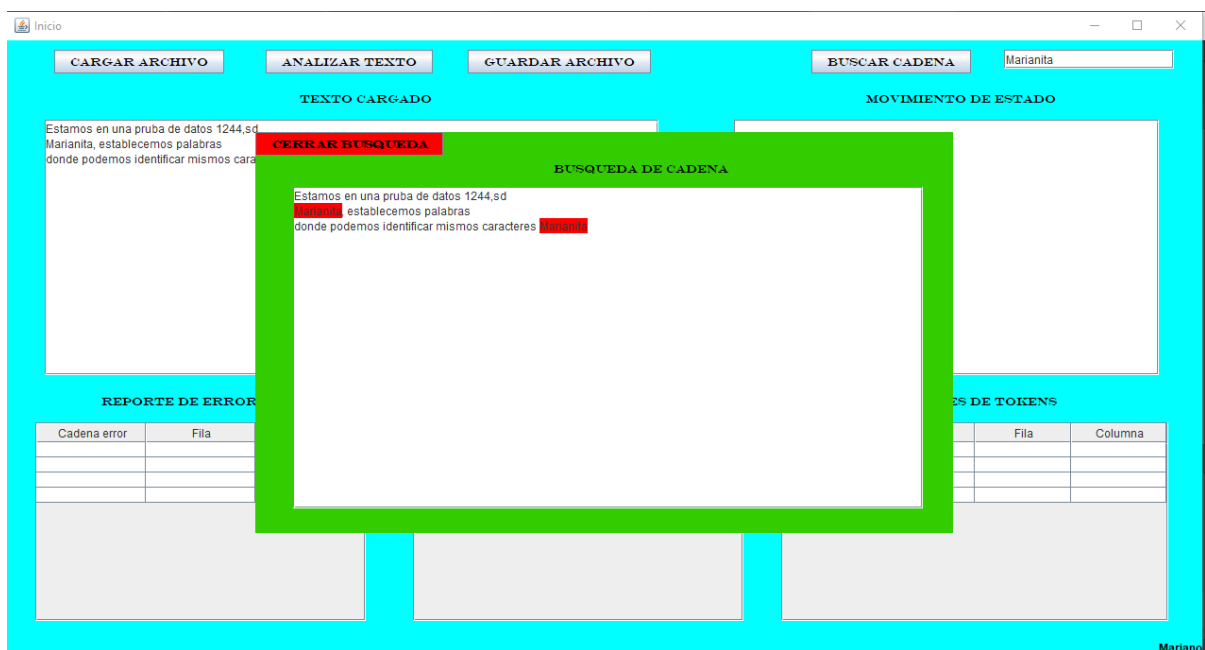 Inicio
CARGAR ARCHIVO
ANALIZAR TEXTO
GUARDAR ARCHIVO
BUSCAR CADENA
Marianita
TEXTO CARGADO
MOVIMIENTO DE ESTADO
Estamos en una pruba de datos 1244,sd
Marianita, establecemos palabras
donde podemos identificar mismos cara
CERRAR BUSQUEDA
BUSQUEDA DE CADENA
Estamos en una pruba de datos 1244,sd
Marianita, establecemos palabras
donde podemos identificar mismos caracteres Marianita
REPORTE DE ERROR
ES DE TOKENS
Cadena error
Fila
Fila
Columna
Mariano